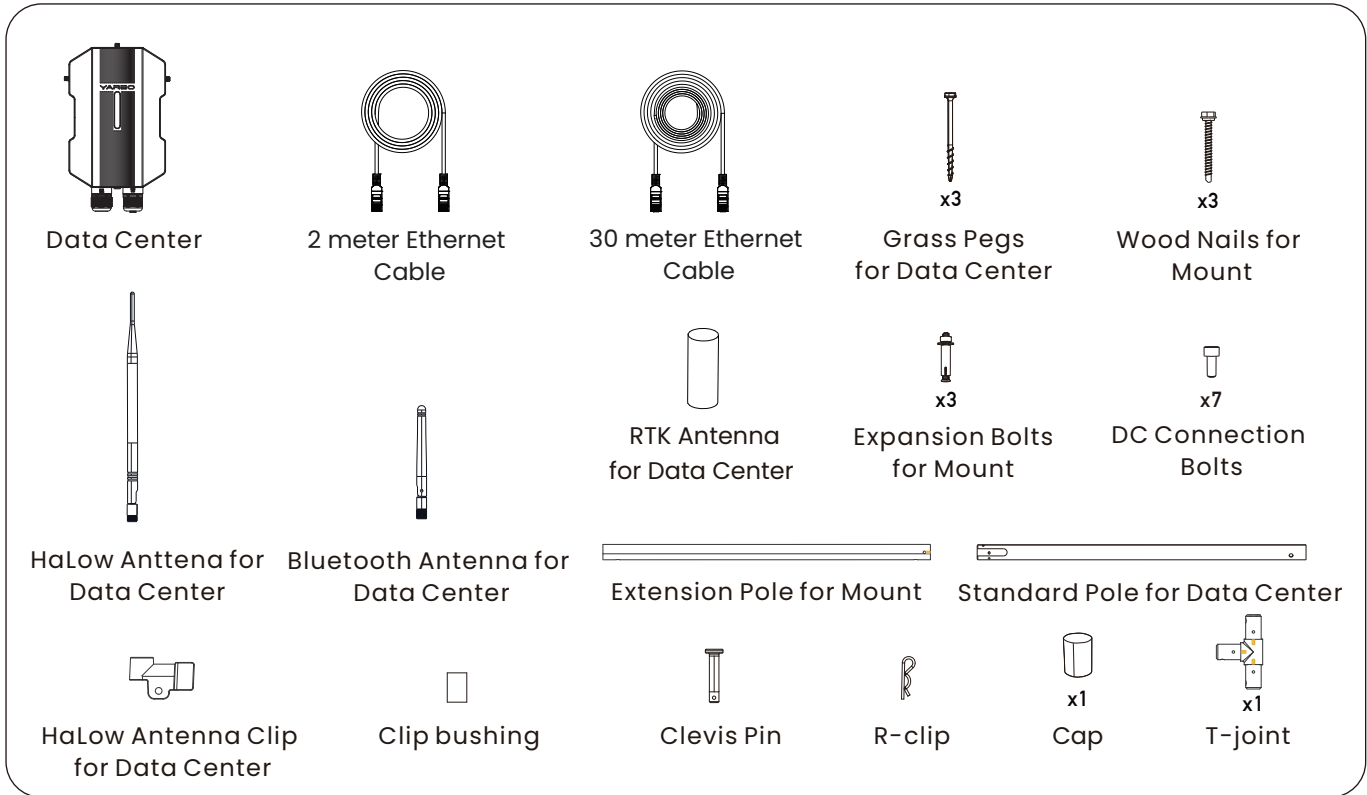 YARBO
Data Center
2 meter Ethernet
Cable
30 meter Ethernet
Cable
x3
Grass Pegs
for Data Center
x3
Wood Nails for
Mount
HaLow Anttena for
Data Center
Bluetooth Antenna for
Data Center
RTK Antenna
for Data Center
x3
Expansion Bolts
for Mount
x7
DC Connection
Bolts
Extension Pole for Mount
Standard Pole for Data Center
HaLow Antenna Clip
for Data Center
Clip bushing
Clevis Pin
R-clip
x1
Cap
x1
T-joint